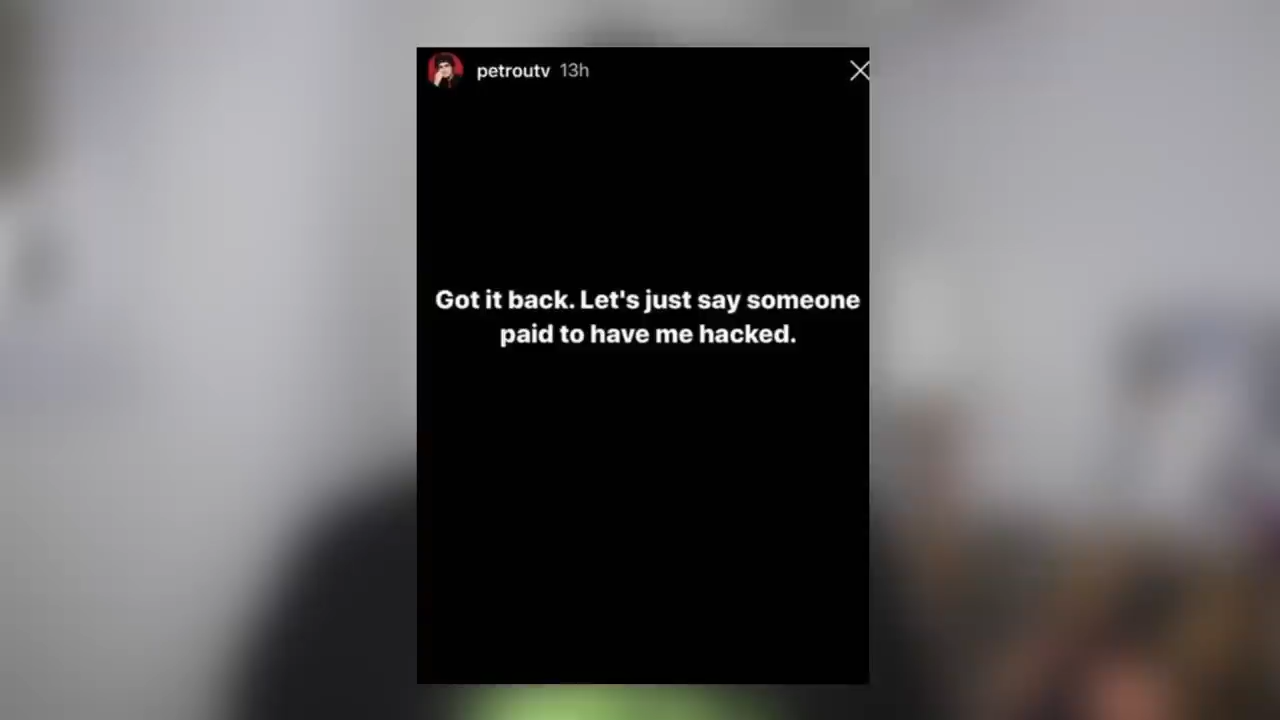 petroutv 13h
Got it back. Let's just say someone
paid to have me hacked.